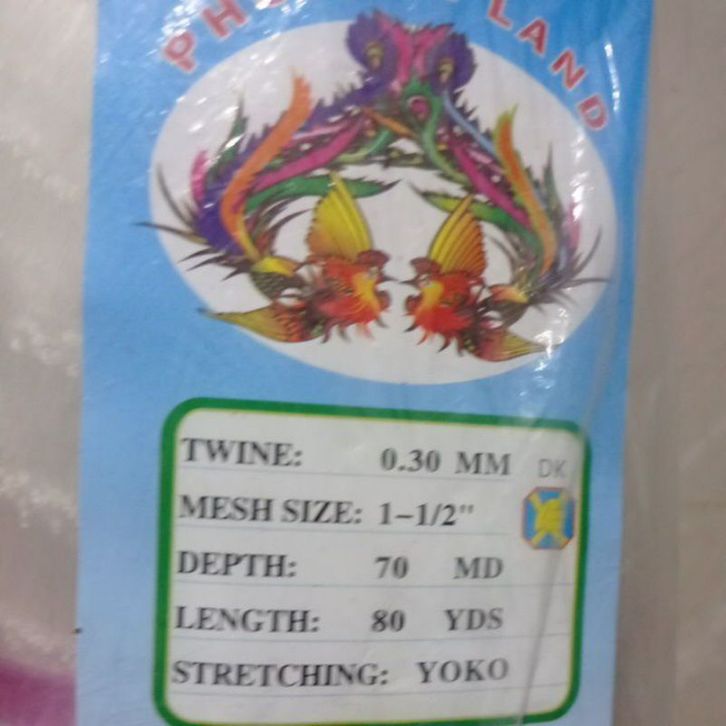 LAND
TWINE: 0.30 MM DK
MESH SIZE: 1-1/2"
DEPTH: 70 MD
LENGTH: 80 YDS
STRETCHING: YOKO